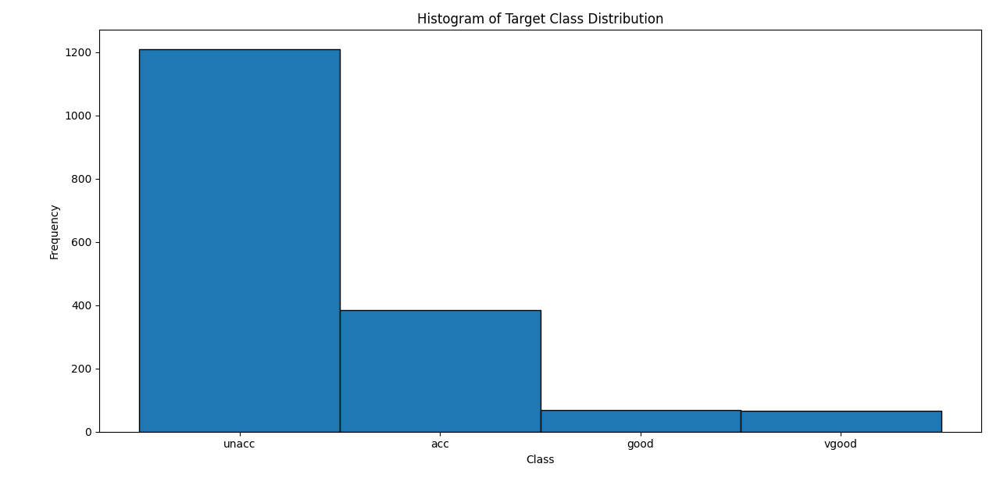 Histogram of Target Class Distribution
1200
1000
800
600
400
200
0
Frequency
unacc acc good vgood
Class